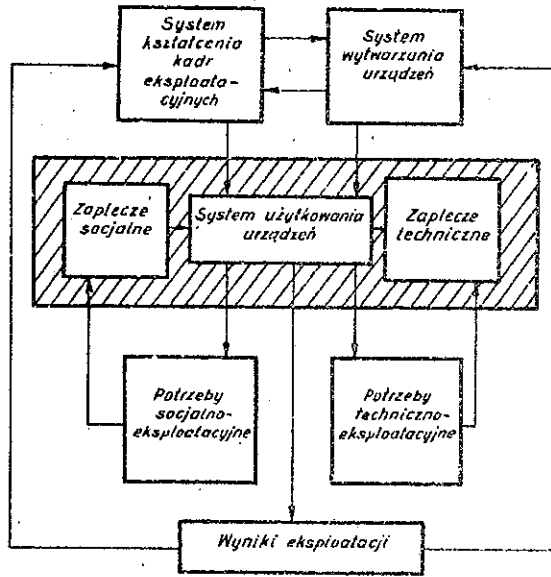 System
kształcenia
kadr
eksploata-
cyjnych
System
wytwarzania
urządzeń
Zaplecze
socjalne
System użytkowania
urządzeń
Zaplecze
techniczne
Potrzeby
socjalno-
eksploatacyjne
Potrzeby
techniczno-
eksploatacyjne
Wyniki eksploatacji